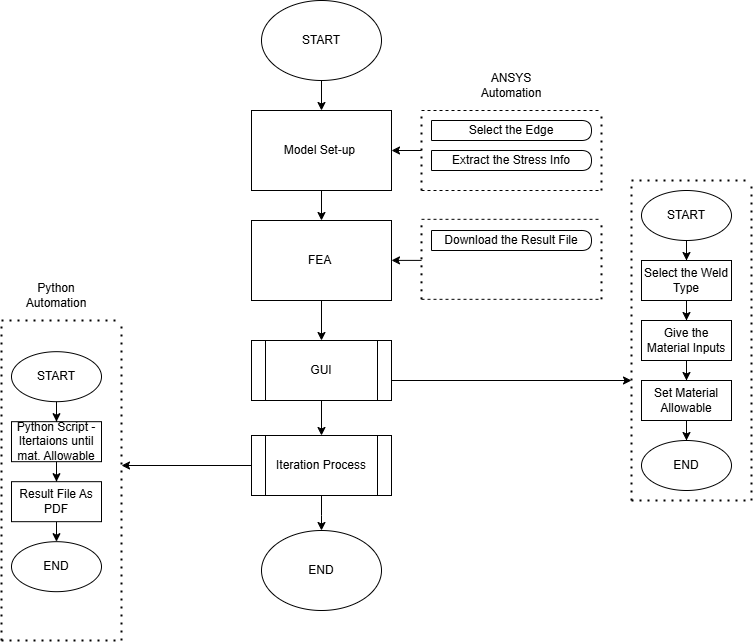 START
ANSYS
Automation
Model Set-up
Select the Edge
Extract the Stress Info
FEA
Download the Result File
GUI
Iteration Process
END
START
Select the Weld
Type
Give the
Material Inputs
Set Material
Allowable
END
Python
Automation
START
Python Script -
Itertaions until
mat. Allowable
Result File As
PDF
END